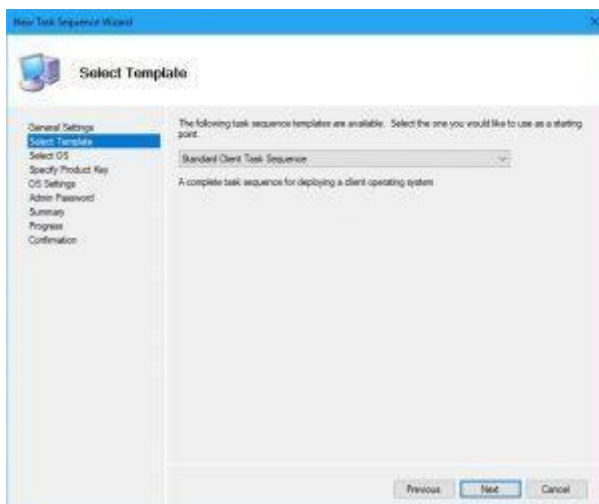 New Task Sequence Wizard
Select Template
General Settings
Select Template
Select OS
Specify Product Key
OS Settings
Admin Password
Summary
Progress
Confirmation
The following task sequence templates are available. Select the one you would like to use as a starting
point.
Standard Client Task Sequence
A complete task sequence for deploying a client operating system
Previous
Next
Cancel